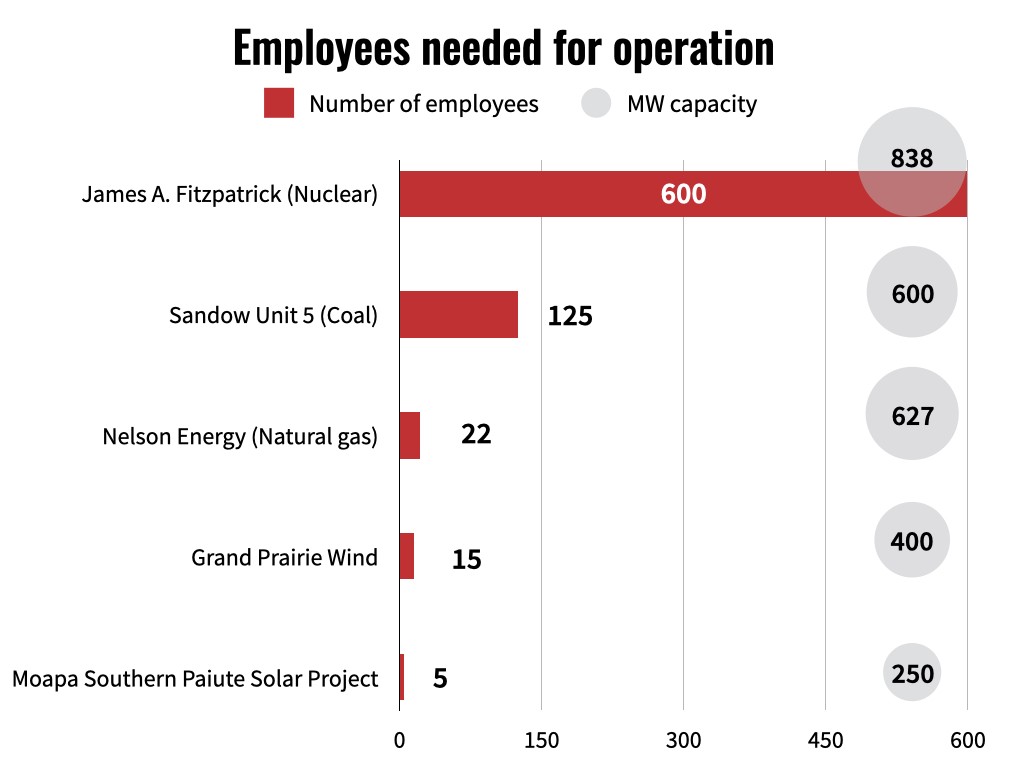 Employees needed for operation
Number of employees MW capacity
838
James A. Fitzpatrick (Nuclear) 600
600
Sandow Unit 5 (Coal) 125
627
Nelson Energy (Natural gas) 22
400
Grand Prairie Wind 15
250
Moapa Southern Paiute Solar Project 5
0 150 300 450 600